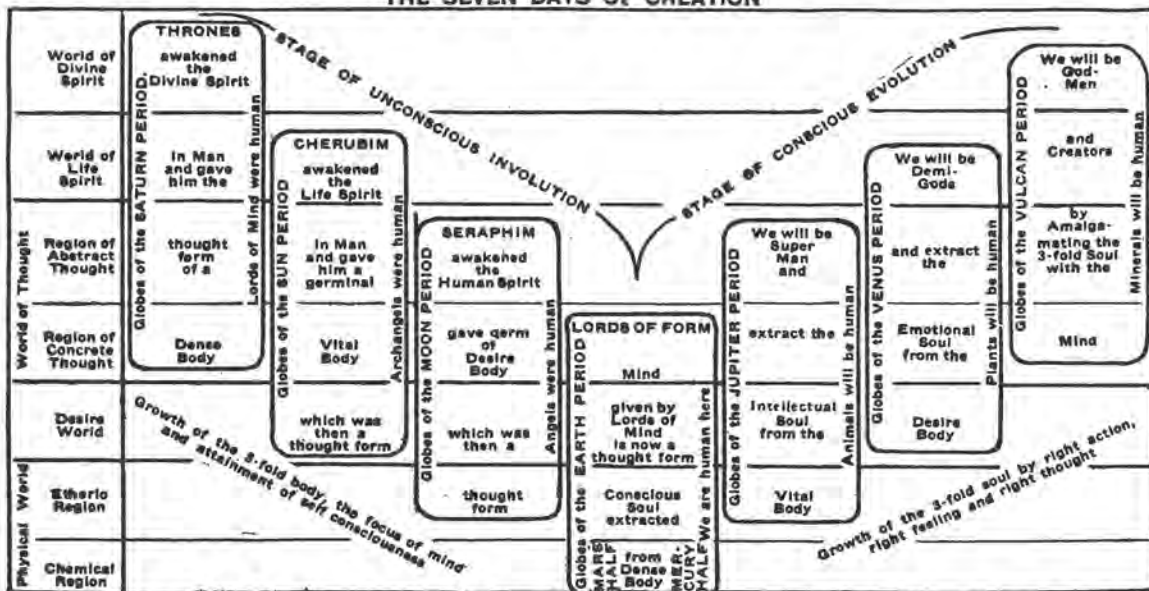 THE SEVEN DAYS OF CREATION
World of
Divine
Spirit
World of
Life
Spirit
World of Thought
Region of
Abstract
Thought
Region of
Concrete
Thought
Desire
World
Physical World
Etheric
Region
Chemical
Region
Globes of the SATURN PERIOD.
THRONES
awakened
the
Divine Spirit
In Man
and gave
him the
thought
form
of a
Dense
Body
Lords of Mind were human
STAGE OF UNCONSCIOUS INVOLUTION
Globes of the SUN PERIOD
CHERUBIM
awakened
the
Life Spirit
In Man
and gave
him a
germinal
Vital
Body
which was
then a
thought form
Archangels were human
Globes of the MOON PERIOD
SERAPHIM
awakened
the
Human Spirit
gave germ
of
Desire
Body
which was
then a
thought
form
Angels were human
Globes of the EARTH PERIOD
LORDS OF FORM
Mind
given by
Lords of
Mind
is now a
thought form
Conscious
Soul
extracted
MARS
HALF
from
Dense
Body
MER-
CURY
HALF
We are human here
STAGE OF CONSCIOUS EVOLUTION
Globes of the JUPITER PERIOD
We will be
Super
Man
and
extract the
Intellectual
Soul
from the
Vital
Body
Animals will be human
Globes of the VENUS PERIOD
We will be
Demi-
Gods
and extract
the
Emotional
Soul
from the
Desire
Body
Plants will be human
Globes of the VULCAN PERIOD
We will be
God-
Men
and
Creators
by
Amalga-
mating the
3-fold Soul
with the
Mind
Minerals will be human
Growth of the 3-fold body, the focus of mind
and attainment of self consciousness
Growth of the 3-fold soul by right action,
right feeling and right thought